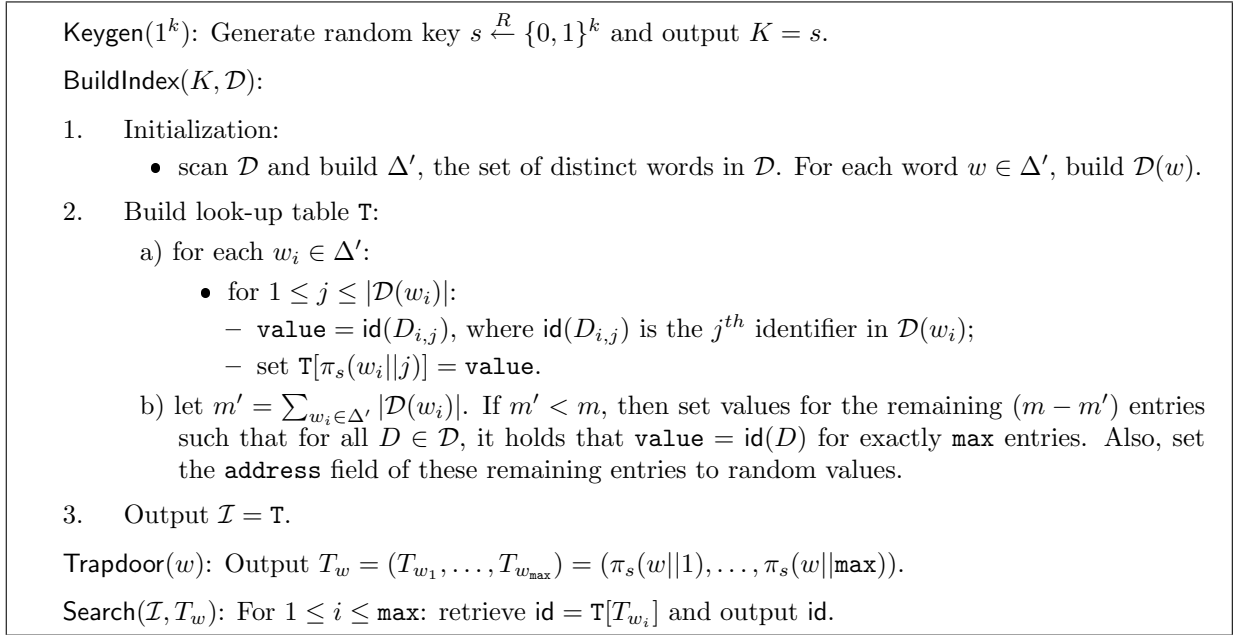 Keygen(1^k): Generate random key s ←^R {0, 1}^k and output K = s.
BuildIndex(K, 𝒟):
1. Initialization:
• scan 𝒟 and build Δ′, the set of distinct words in 𝒟. For each word w ∈ Δ′, build 𝒟(w).
2. Build look-up table T:
a) for each w_i ∈ Δ′:
• for 1 ≤ j ≤ |𝒟(w_i)|:
– value = id(D_{i,j}), where id(D_{i,j}) is the j^{th} identifier in 𝒟(w_i);
– set T[π_s(w_i||j)] = value.
b) let m′ = ∑_{w_i∈Δ′} |𝒟(w_i)|. If m′ < m, then set values for the remaining (m − m′) entries
such that for all D ∈ 𝒟, it holds that value = id(D) for exactly max entries. Also, set
the address field of these remaining entries to random values.
3. Output ℐ = T.
Trapdoor(w): Output T_w = (T_{w_1}, . . . , T_{w_max}) = (π_s(w||1), . . . , π_s(w||max)).
Search(ℐ, T_w): For 1 ≤ i ≤ max: retrieve id = T[T_{w_i}] and output id.